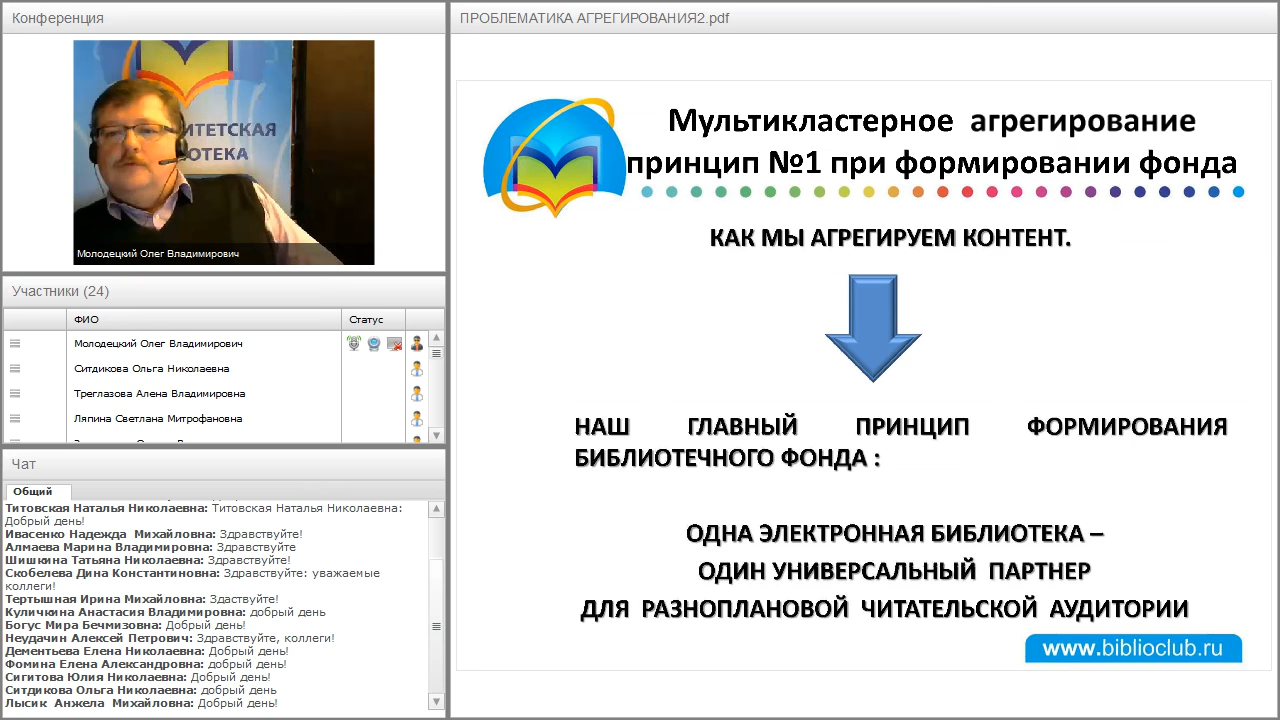 Конференция
ИТЕТСКАЯ
ОТЕКА
Молодецкий Олег Владимирович
Участники (24)
ФИО Статус
Молодецкий Олег Владимирович
Ситдикова Ольга Николаевна
Треглазова Алена Владимировна
Ляпина Светлана Митрофановна
Чат
Общий
Титовская Наталья Николаевна: Титовская Наталья Николаевна:
Добрый день!
Ивасенко Надежда Михайловна: Здравствуйте!
Алмаева Марина Владимировна: Здравствуйте
Шишкина Татьяна Николаевна: Здравствуйте!
Скобелева Дина Константиновна: Здравствуйте: уважаемые
коллеги!
Тертышная Ирина Михайловна: Здаствуйте!
Куличкина Анастасия Владимировна: добрый день
Богус Мира Бечмизовна: Добрый день!
Неудачин Алексей Петрович: Здравствуйте, коллеги!
Дементьева Елена Николаевна: Добрый день!
Фомина Елена Александровна: добрый день!
Сигитова Юлия Николаевна: Добрый день!
Ситдикова Ольга Николаевна: добрый день
Лысик Анжела Михайловна: Добрый день!
ПРОБЛЕМАТИКА АГРЕГИРОВАНИЯ2.pdf
Мультикластерное агрегирование
принцип №1 при формировании фонда
КАК МЫ АГРЕГИРУЕМ КОНТЕНТ.
НАШ ГЛАВНЫЙ ПРИНЦИП ФОРМИРОВАНИЯ
БИБЛИОТЕЧНОГО ФОНДА :
ОДНА ЭЛЕКТРОННАЯ БИБЛИОТЕКА –
ОДИН УНИВЕРСАЛЬНЫЙ ПАРТНЕР
ДЛЯ РАЗНОПЛАНОВОЙ ЧИТАТЕЛЬСКОЙ АУДИТОРИИ
www.biblioclub.ru